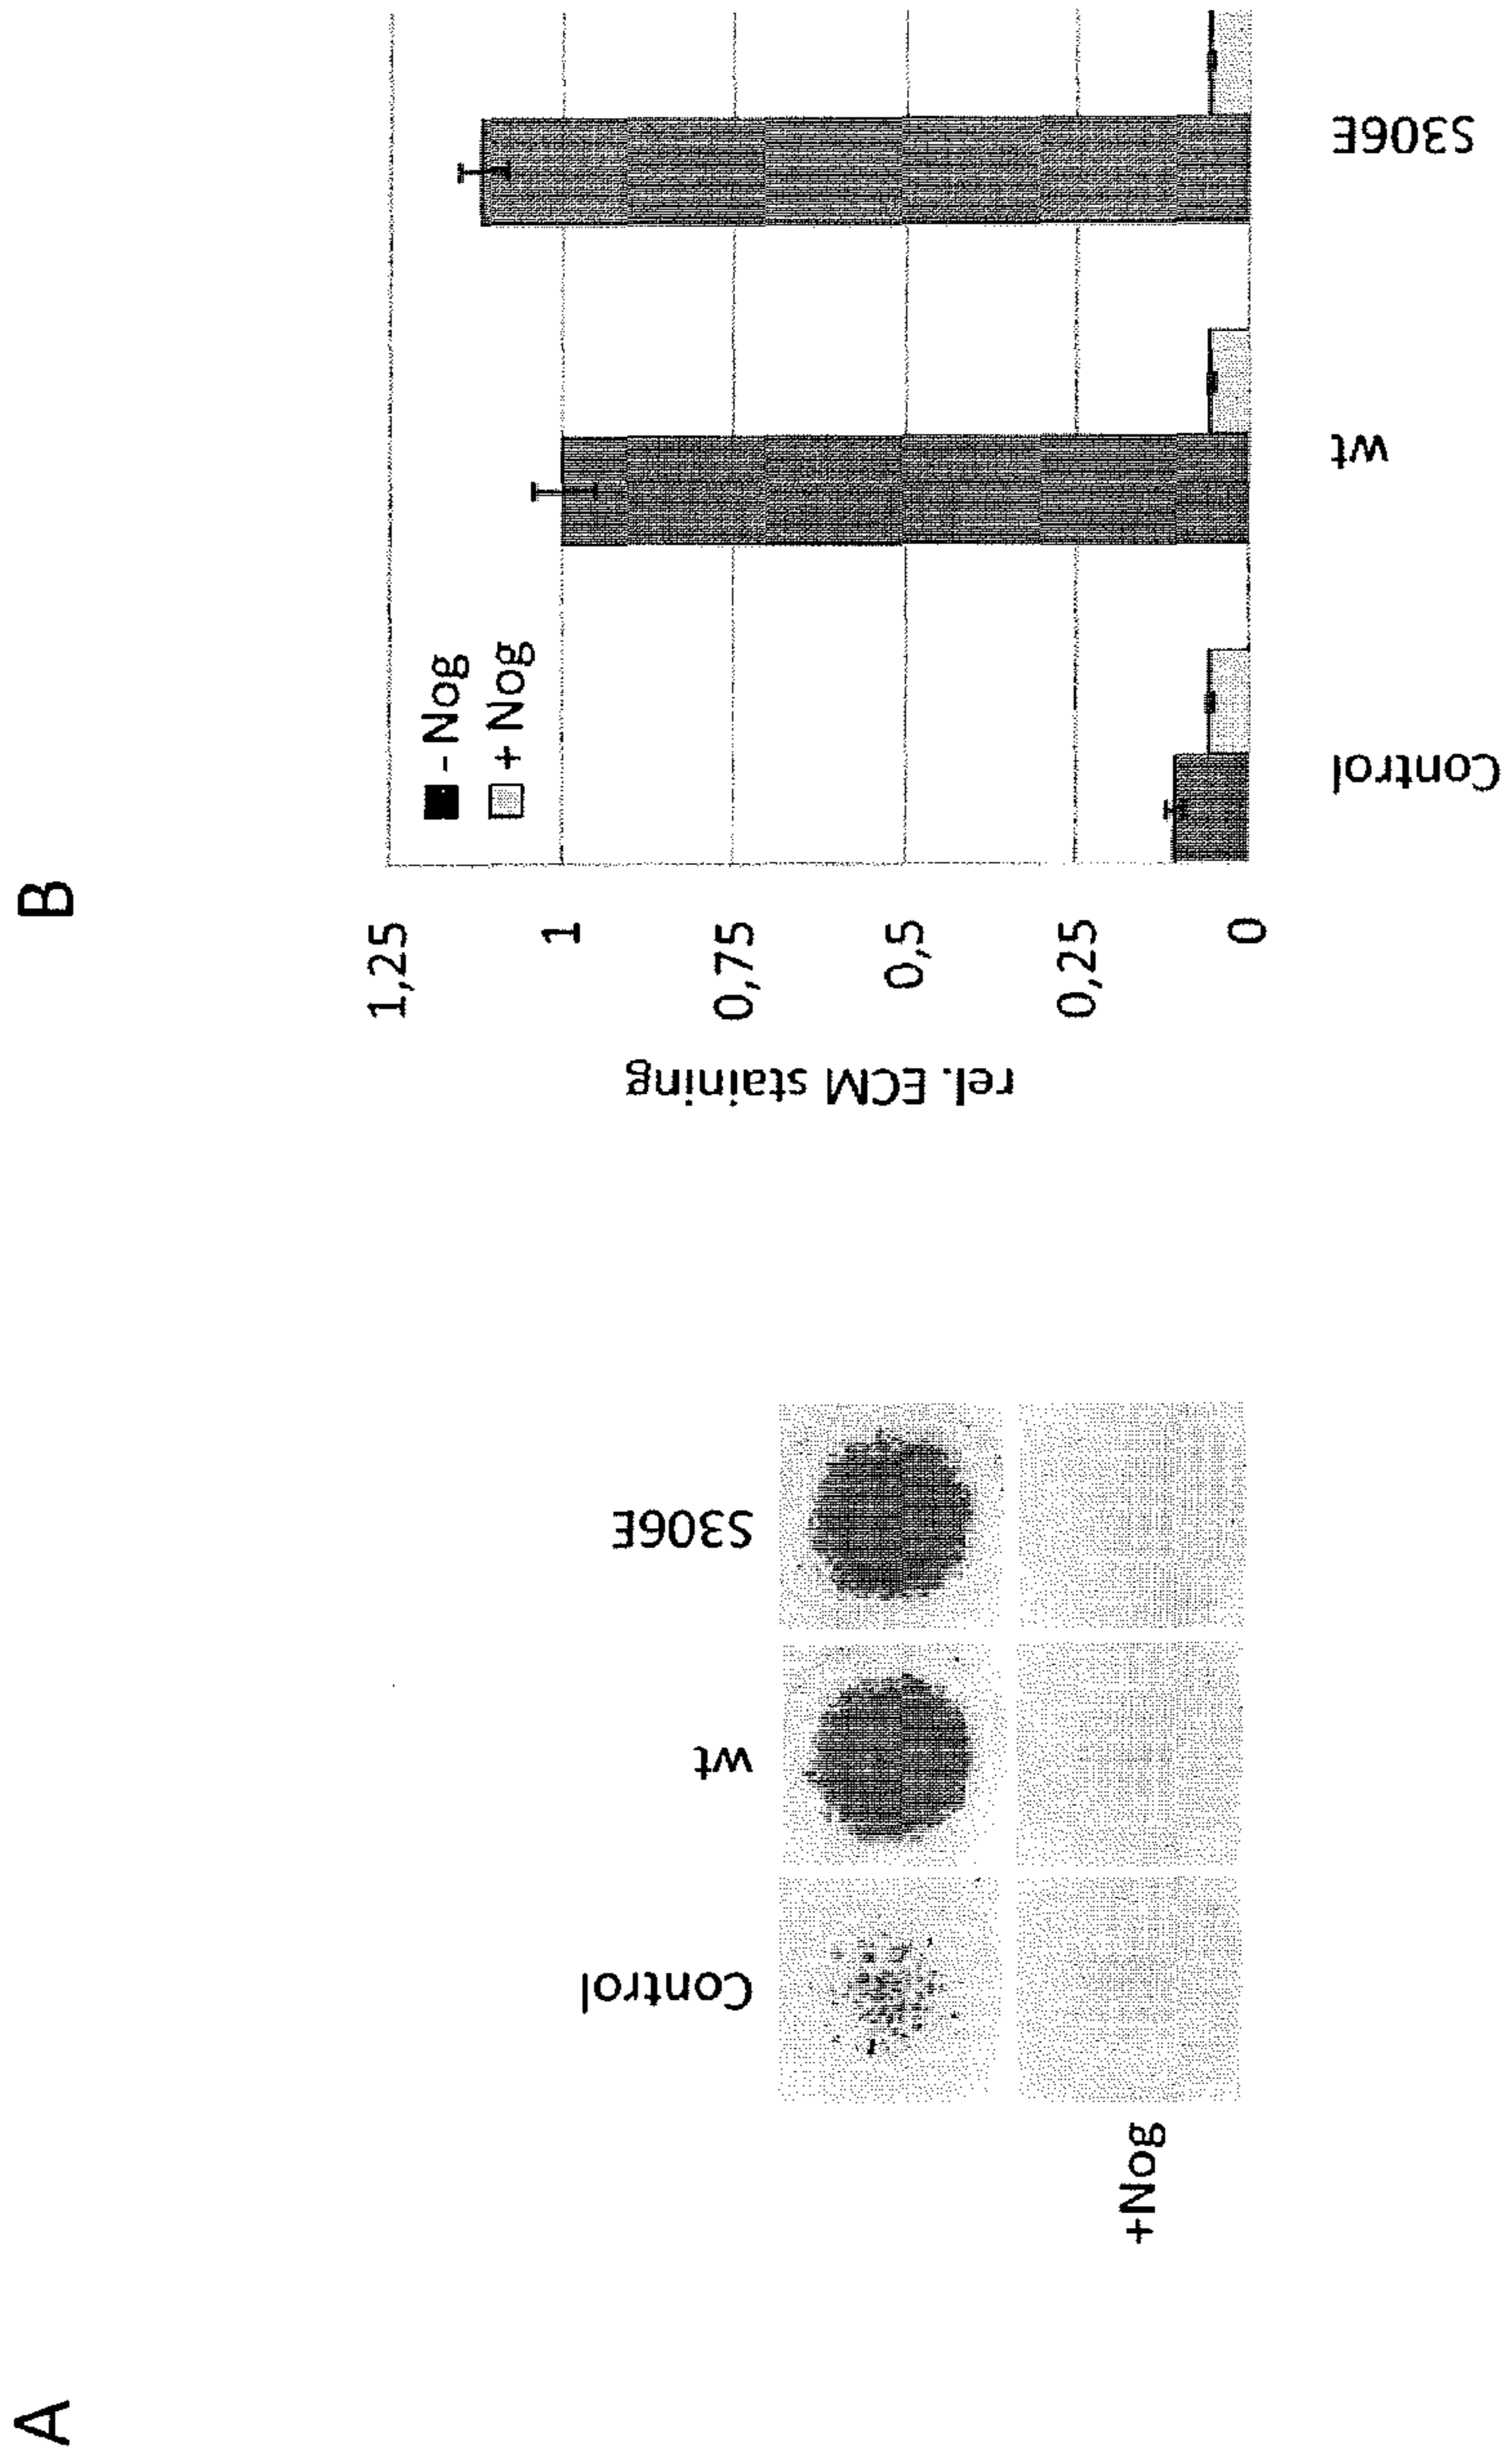 A
Control
wt
S306E
+Nog
B
rel. ECM staining
1,25
1
0,75
0,5
0,25
0
- Nog
+ Nog
Control
wt
S306E